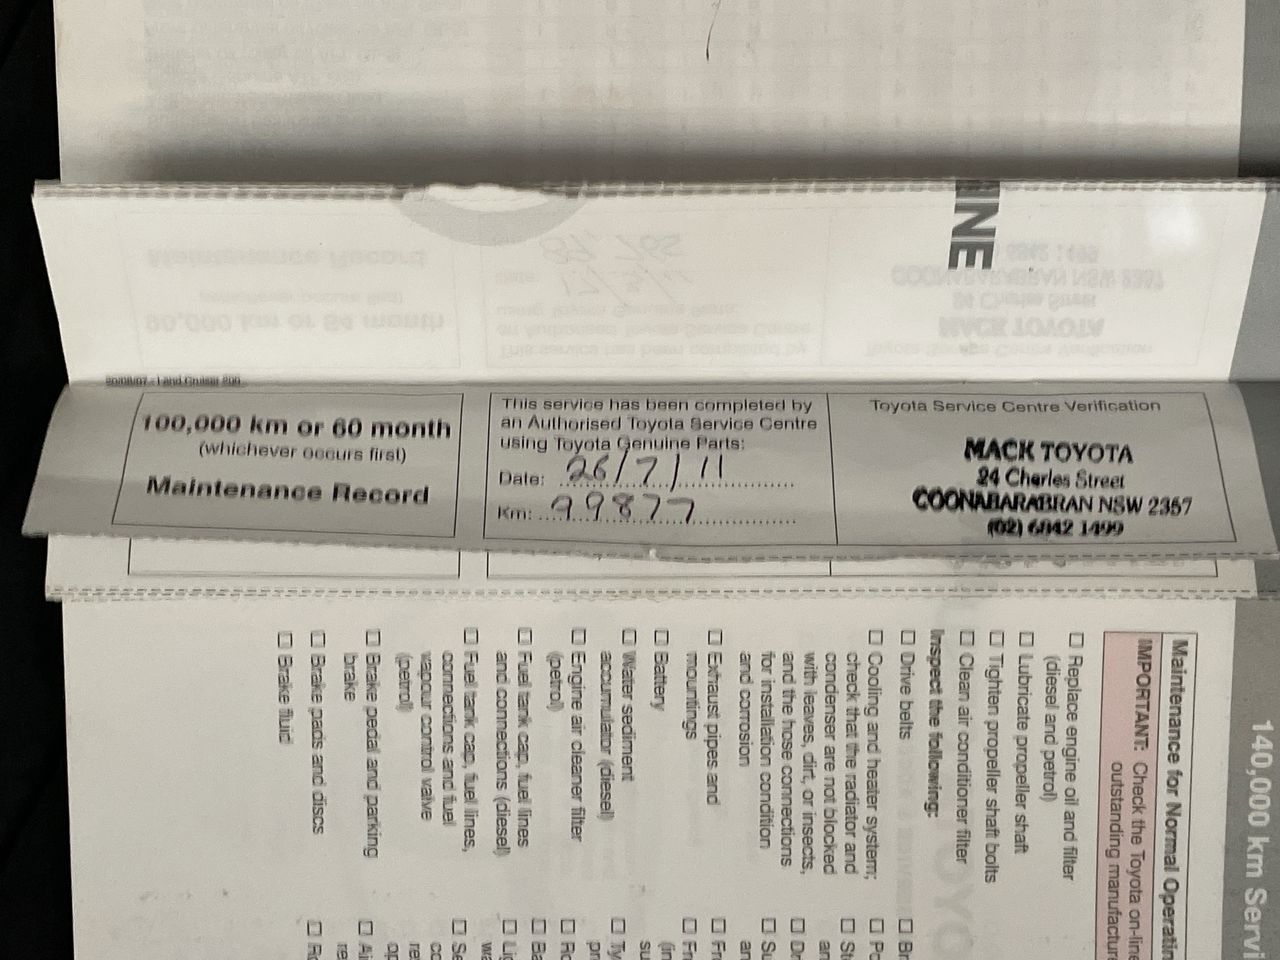 INE
20/08/07 - Land Cruiser 200
100,000 km or 60 month
(whichever occurs first)
Maintenance Record
This service has been completed by
an Authorised Toyota Service Centre
using Toyota Genuine Parts:
Date: 26/7/11
Km: 99877
Toyota Service Centre Verification
MACK TOYOTA
24 Charles Street
COONABARABRAN NSW 2357
(02) 6842 1499
140,000 km Servi
Maintenance for Normal Operatin
IMPORTANT: Check the Toyota on-line
outstanding manufacture
☐ Replace engine oil and filter
(diesel and petrol)
☐ Lubricate propeller shaft
☐ Tighten propeller shaft bolts
☐ Clean air conditioner filter
Inspect the following:
☐ Drive belts
☐ Cooling and heater system;
check that the radiator and
condenser are not blocked
with leaves, dirt, or insects,
and the hose connections
for installation condition
and corrosion
☐ Exhaust pipes and
mountings
☐ Battery
☐ Water sediment
accumulator (diesel)
☐ Engine air cleaner filter
(petrol)
☐ Fuel tank cap, fuel lines
and connections (diesel)
☐ Fuel tank cap, fuel lines,
connections and fuel
vapour control valve
(petrol)
☐ Brake pedal and parking
brake
☐ Brake pads and discs
☐ Brake fluid